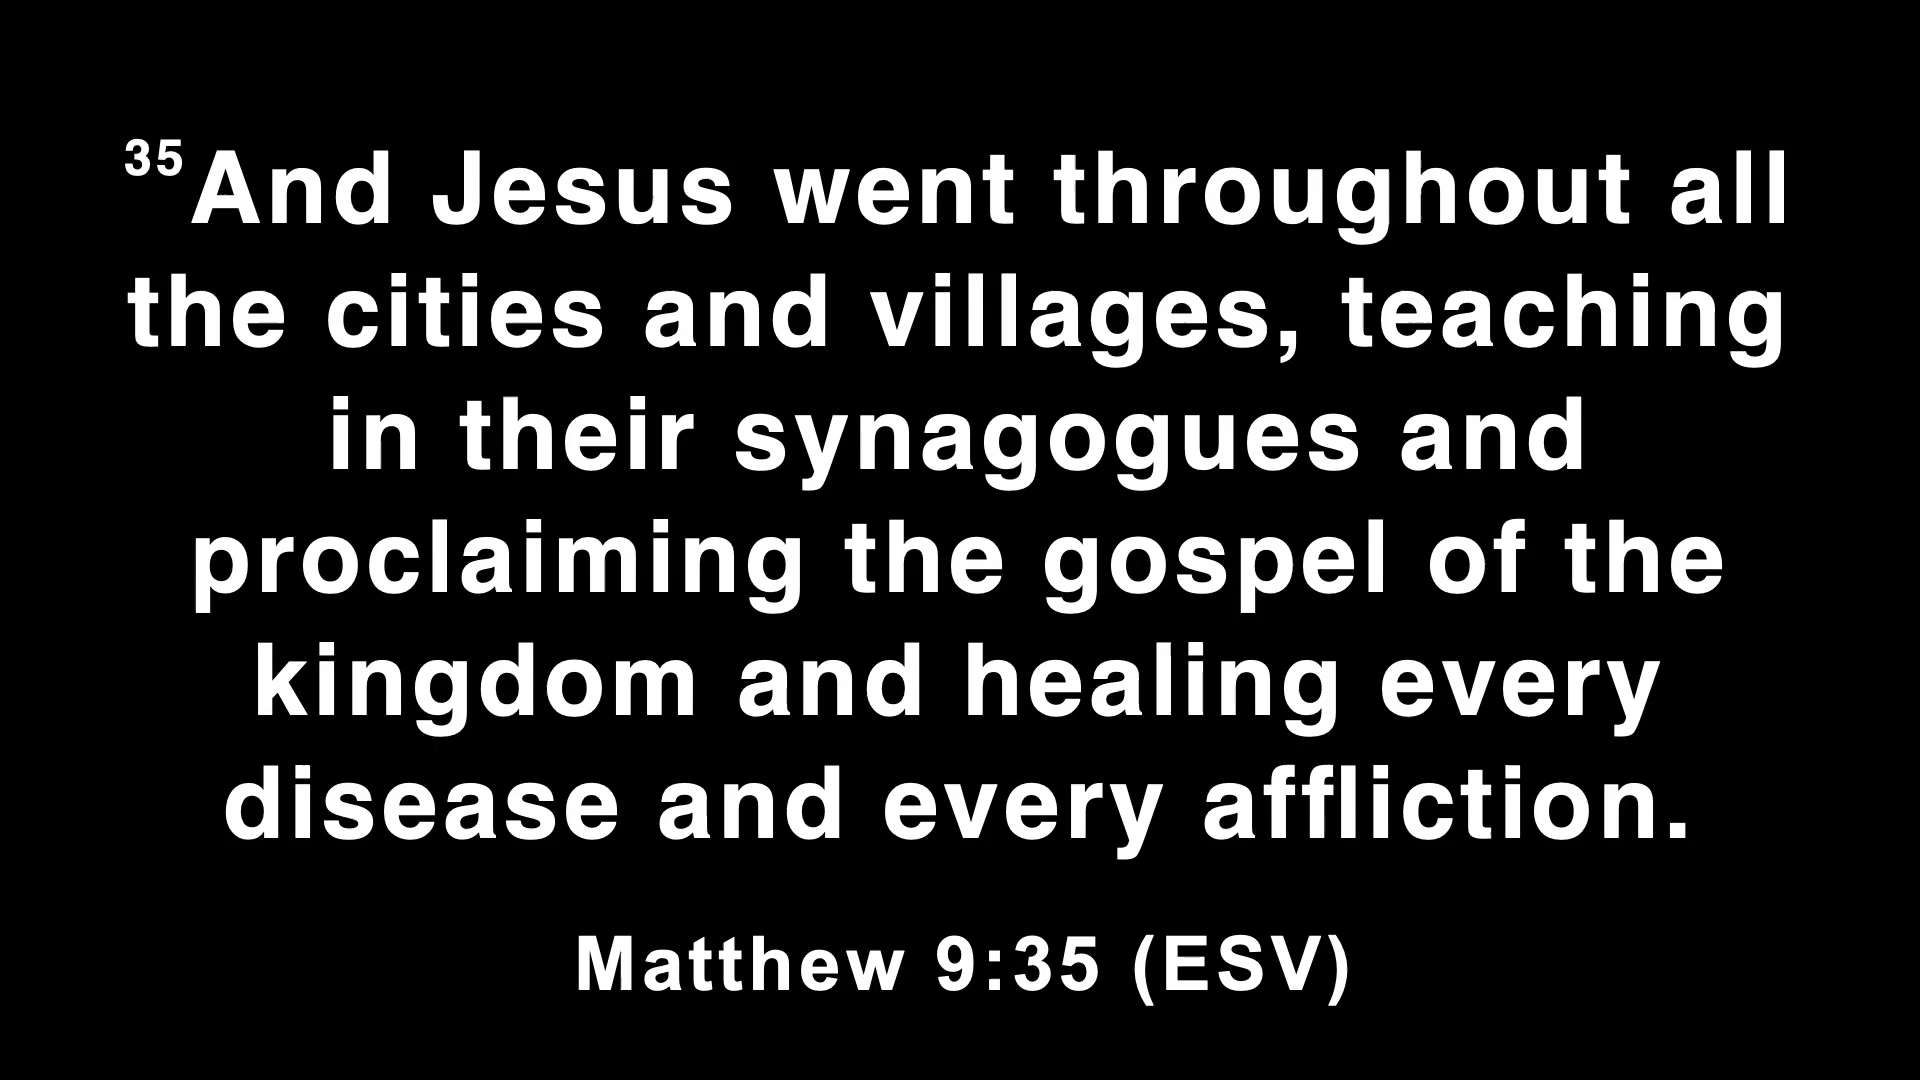 35And Jesus went throughout all
the cities and villages, teaching
in their synagogues and
proclaiming the gospel of the
kingdom and healing every
disease and every affliction.
Matthew 9:35 (ESV)